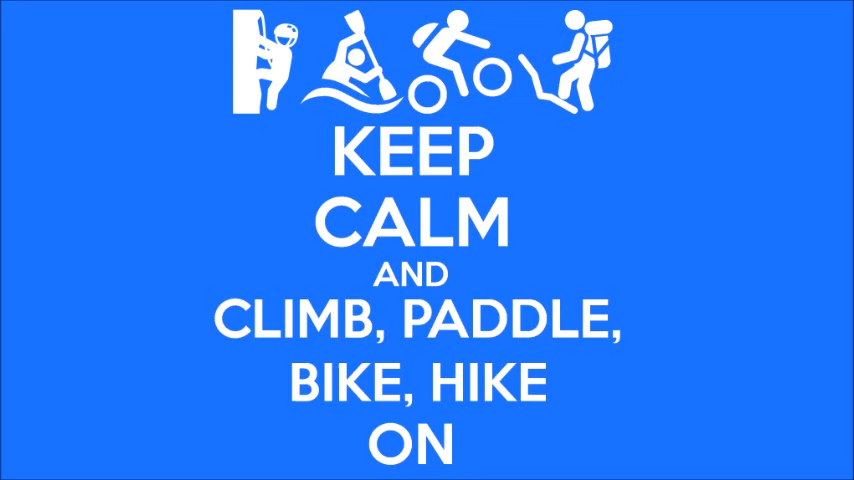 KEEP
CALM
AND
CLIMB, PADDLE,
BIKE, HIKE
ON